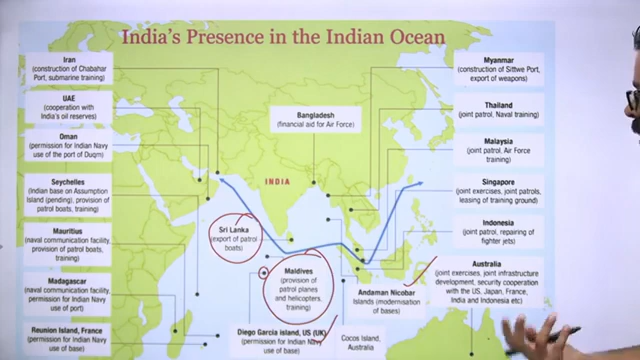 India's Presence in the Indian Ocean
Iran
(construction of Chabahar
Port, submarine training)
UAE
(cooperation with
India's oil reserves)
Oman
(permission for Indian Navy
use of the port of Duqm)
Seychelles
(Indian base on Assumption
Island (pending), provision of
patrol boats, training)
Mauritius
(naval communication facility,
provision of patrol boats,
training)
Madagascar
(naval communication facility,
permission for Indian Navy
use of port)
Reunion Island, France
(permission for Indian Navy
use of base)
Bangladesh
(financial aid for Air Force)
INDIA
Sri Lanka
(export of patrol
boats)
Maldives
(provision of
patrol planes
and helicopters,
training)
Diego Garcia Island, US (UK)
(permission for Indian Navy
use of base)
Cocos Island,
Australia
Andaman Nicobar
Islands (modernisation of
bases)
Myanmar
(construction of Sittwe Port,
export of weapons)
Thailand
(joint patrol, Naval training)
Malaysia
(joint patrol, Air Force
training)
Singapore
(joint exercises, joint patrols,
leasing of training ground)
Indonesia
(joint patrol, repairing of
fighter jets)
Australia
(joint exercises, joint infrastructure
development, security cooperation
with the US, Japan, France,
India and Indonesia etc)